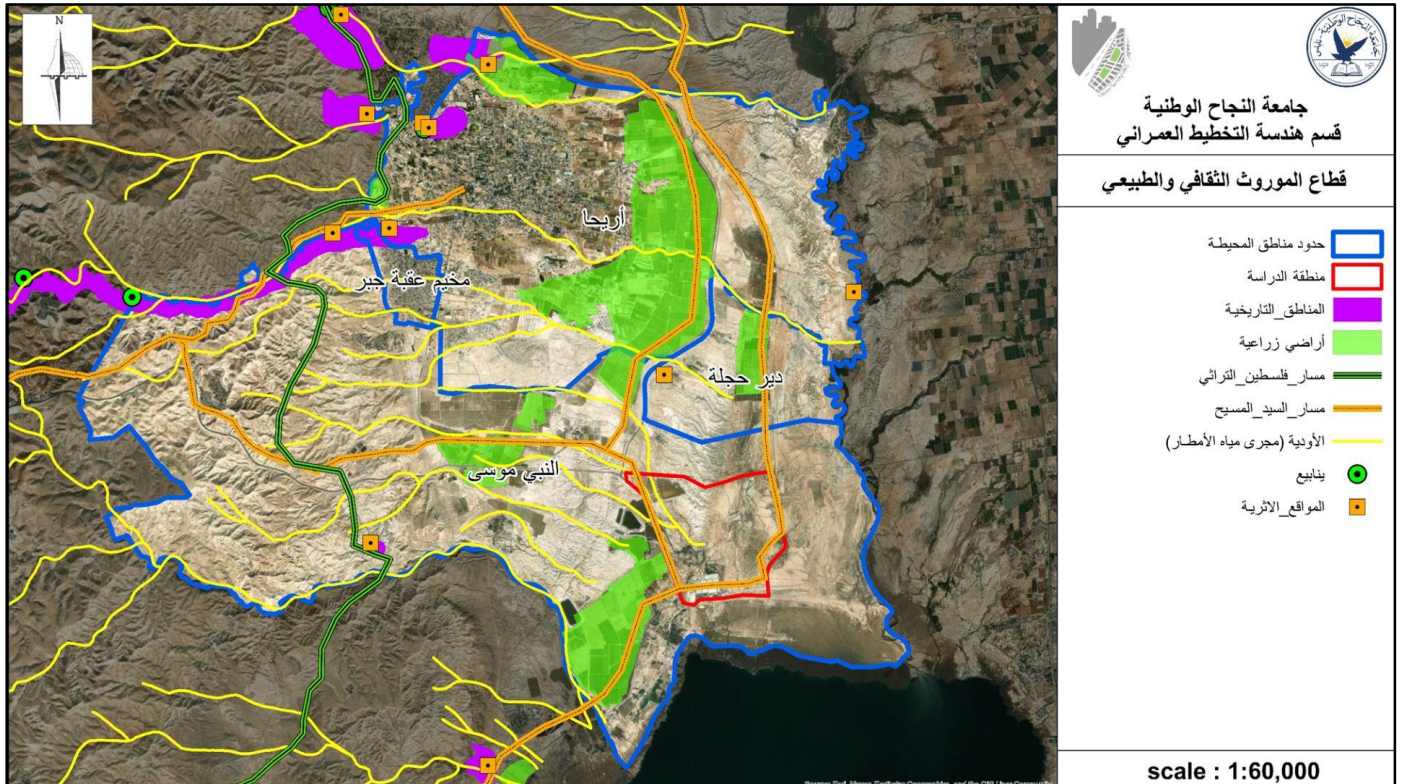 N
أريحا
مخيم عقبة جبر
دير حجلة
النبي موسى
جامعة النجاح الوطنية
قسم هندسة التخطيط العمراني
قطاع الموروث الثقافي والطبيعي
حدود مناطق المحيطة
منطقة الدراسة
المناطق_التاريخية
أراضي زراعية
مسار_فلسطين_التراثي
مسار_السيد_المسيح
الأودية (مجرى مياه الأمطار)
ينابيع
المواقع_الاثرية
scale : 1:60,000